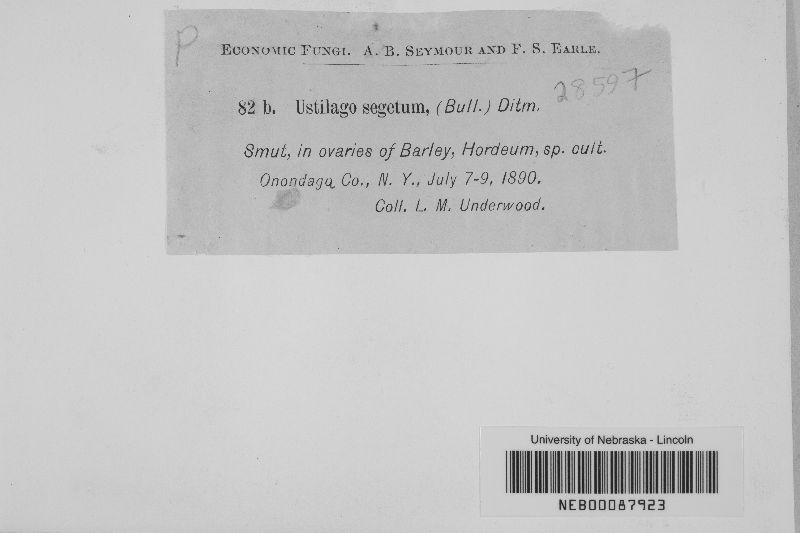 P
Economic Fungi. A. B. Seymour and F. S. Earle.
28597
82 b. Ustilago segetum, (Bull.) Ditm.
Smut, in ovaries of Barley, Hordeum, sp. cult.
Onondaga Co., N. Y., July 7-9, 1890.
Coll. L. M. Underwood.
University of Nebraska - Lincoln
NEB00087923